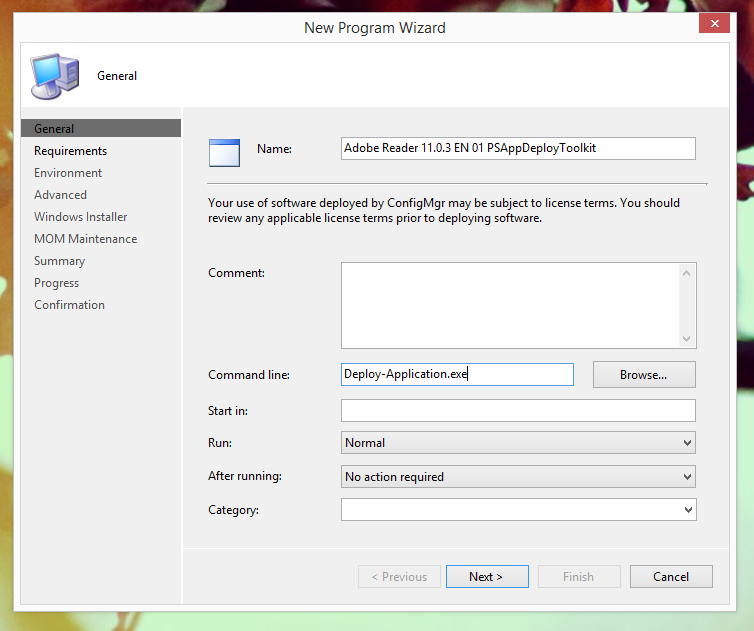 New Program Wizard
General
General
Requirements
Environment
Advanced
Windows Installer
MOM Maintenance
Summary
Progress
Confirmation
Name: Adobe Reader 11.0.3 EN 01 PSAppDeployToolkit
Your use of software deployed by ConfigMgr may be subject to license terms. You should
review any applicable license terms prior to deploying software.
Comment:
Command line: Deploy-Application.exe Browse...
Start in:
Run: Normal
After running: No action required
Category:
< Previous Next > Finish Cancel